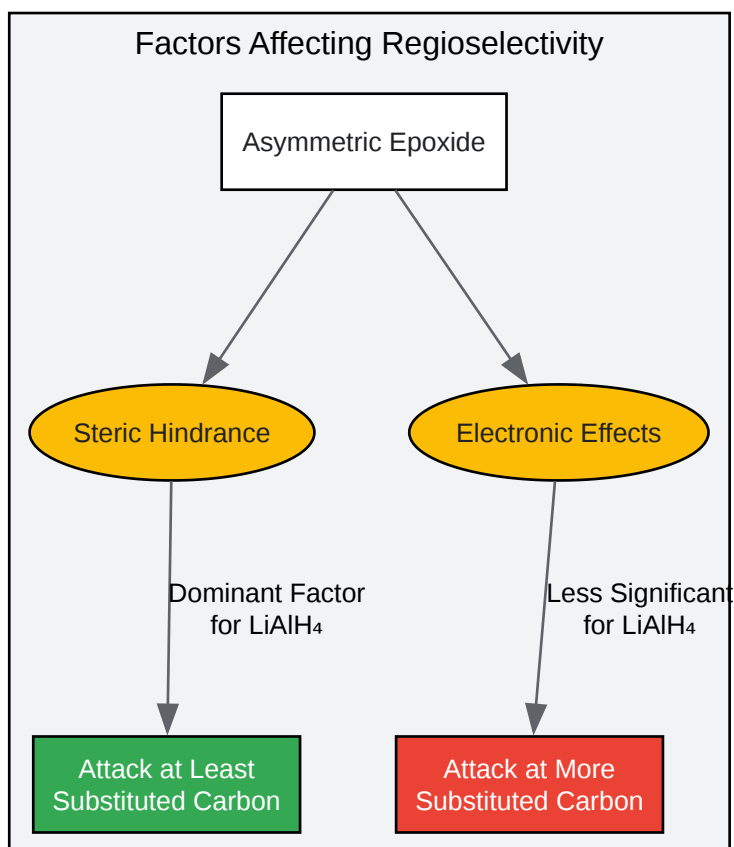 Factors Affecting Regioselectivity
Asymmetric Epoxide
Steric Hindrance
Electronic Effects
Dominant Factor
for LiAlH₄
Less Significant
for LiAlH₄
Attack at Least
Substituted Carbon
Attack at More
Substituted Carbon